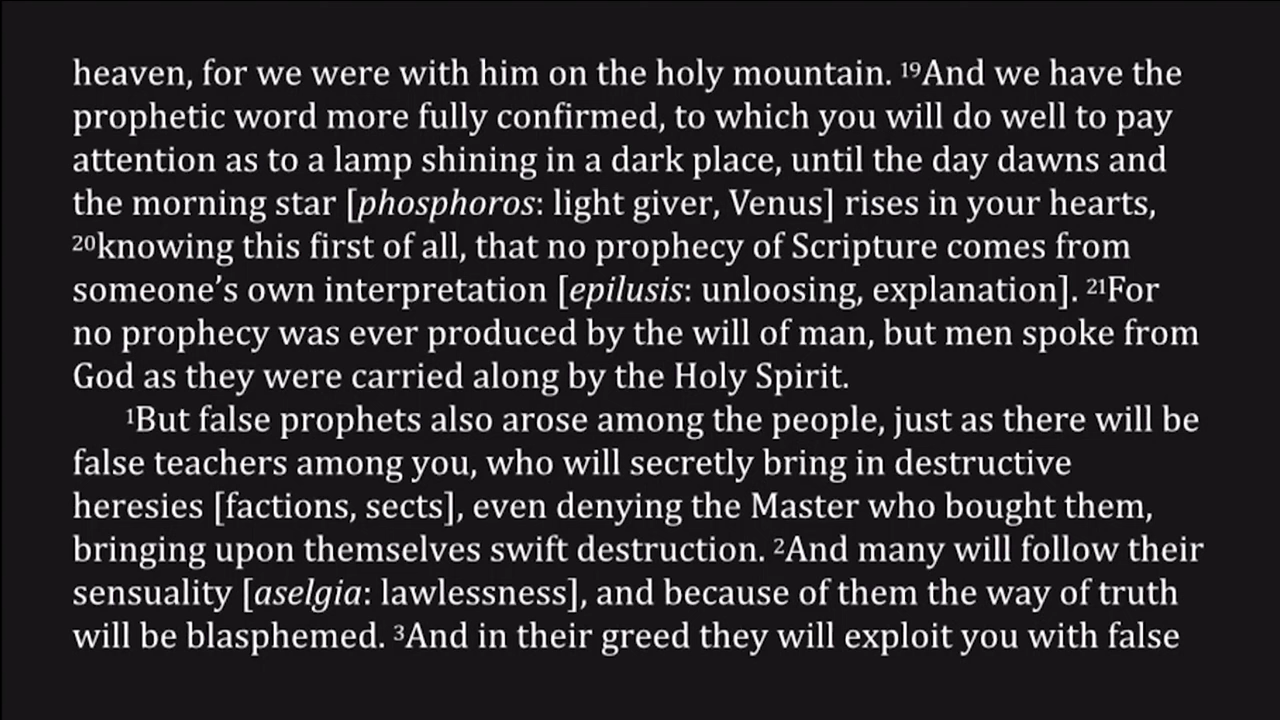 heaven, for we were with him on the holy mountain. ¹⁹And we have the
prophetic word more fully confirmed, to which you will do well to pay
attention as to a lamp shining in a dark place, until the day dawns and
the morning star [phosphoros: light giver, Venus] rises in your hearts,
²⁰knowing this first of all, that no prophecy of Scripture comes from
someone’s own interpretation [epilusis: unloosing, explanation]. ²¹For
no prophecy was ever produced by the will of man, but men spoke from
God as they were carried along by the Holy Spirit.
¹But false prophets also arose among the people, just as there will be
false teachers among you, who will secretly bring in destructive
heresies [factions, sects], even denying the Master who bought them,
bringing upon themselves swift destruction. ²And many will follow their
sensuality [aselgia: lawlessness], and because of them the way of truth
will be blasphemed. ³And in their greed they will exploit you with false